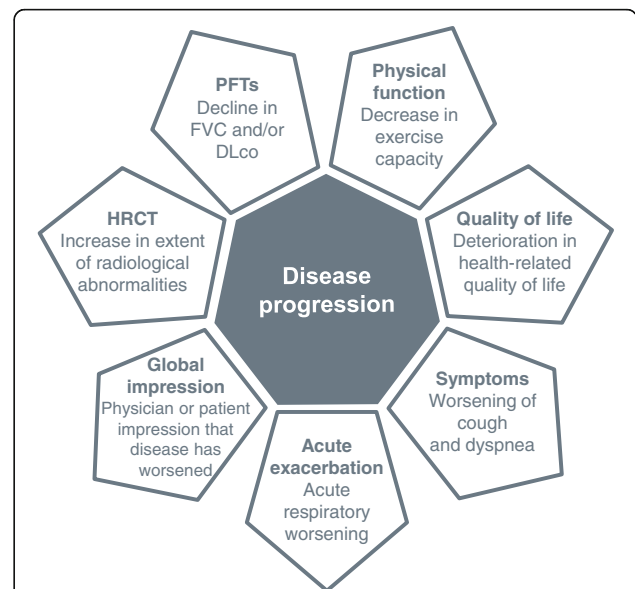 PFTs
Decline in
FVC and/or
DLco
Physical
function
Decrease in
exercise
capacity
HRCT
Increase in extent
of radiological
abnormalities
Quality of life
Deterioration in
health-related
quality of life
Disease
progression
Global
impression
Physician or patient
impression that
disease has
worsened
Symptoms
Worsening of
cough
and dyspnea
Acute
exacerbation
Acute
respiratory
worsening